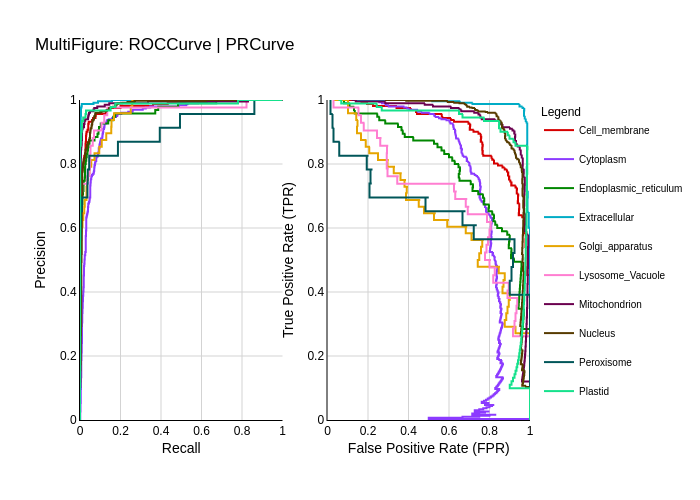 MultiFigure: ROCCurve | PRCurve
Precision
1
0.8
0.6
0.4
0.2
0
0 0.2 0.4 0.6 0.8 1
Recall
True Positive Rate (TPR)
1
0.8
0.6
0.4
0.2
0
0 0.2 0.4 0.6 0.8 1
False Positive Rate (FPR)
Legend
Cell_membrane
Cytoplasm
Endoplasmic_reticulum
Extracellular
Golgi_apparatus
Lysosome_Vacuole
Mitochondrion
Nucleus
Peroxisome
Plastid